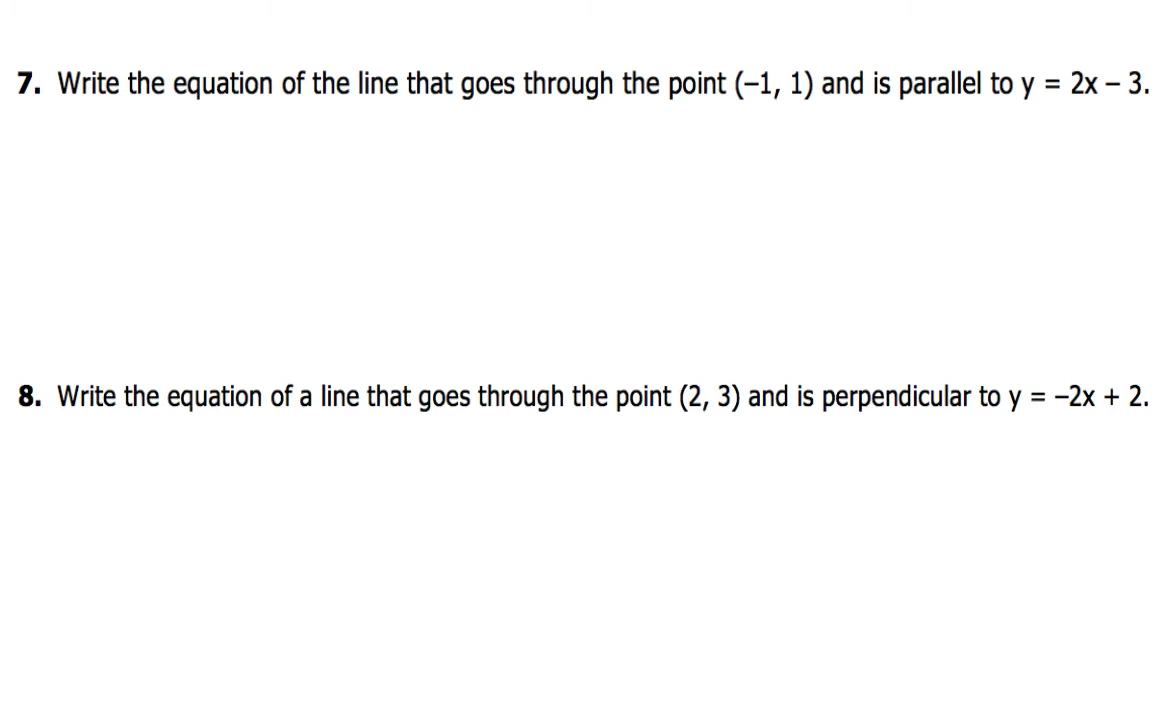 7. Write the equation of the line that goes through the point (–1, 1) and is parallel to y = 2x – 3.
8. Write the equation of a line that goes through the point (2, 3) and is perpendicular to y = –2x + 2.